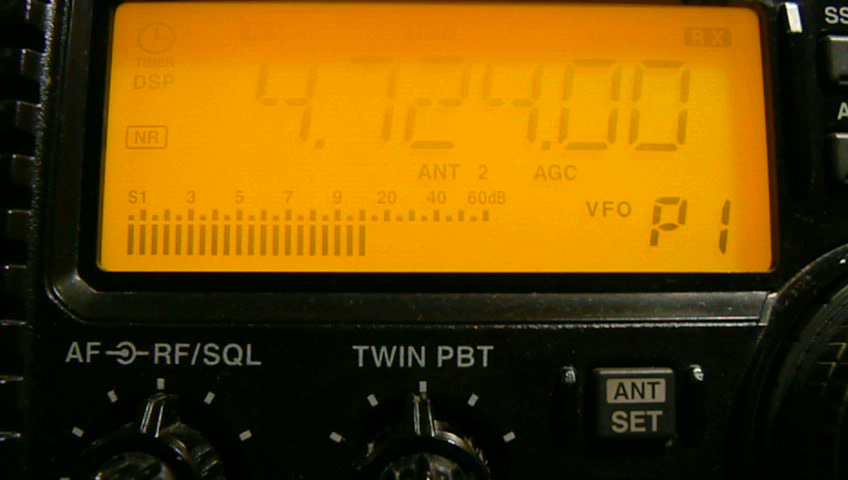 RX
TIMER
DSP
4.724.00
NR
ANT 2 AGC
S1 3 5 7 9 20 40 60dB
VFO P1
AF RF/SQL
TWIN PBT
ANT
SET